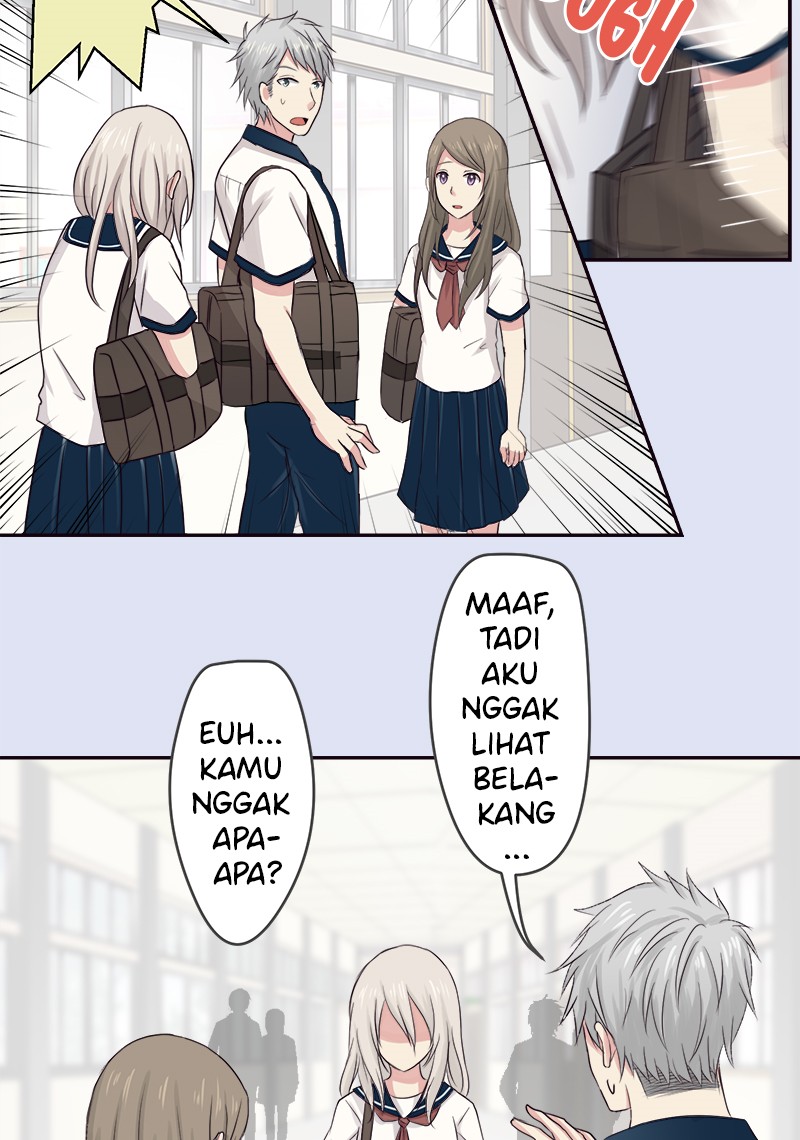 MAAF,
TADI
AKU
NGGAK
LIHAT
BELA-
KANG
...
EUH...
KAMU
NGGAK
APA-
APA?